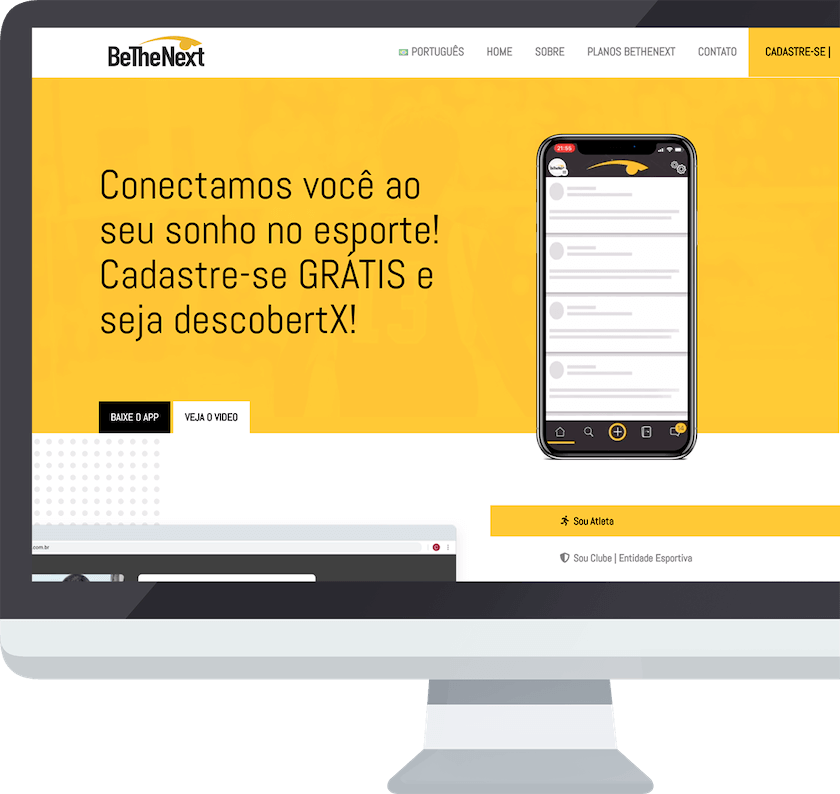 BeTheNext
PORTUGUÊS HOME SOBRE PLANOS BETHENEXT CONTATO CADASTRE-SE |
Conectamos você ao
seu sonho no esporte!
Cadastre-se GRÁTIS e
seja descobertX!
21:55
BAIXE O APP VEJA O VIDEO
.com.br
Sou Atleta
Sou Clube | Entidade Esportiva